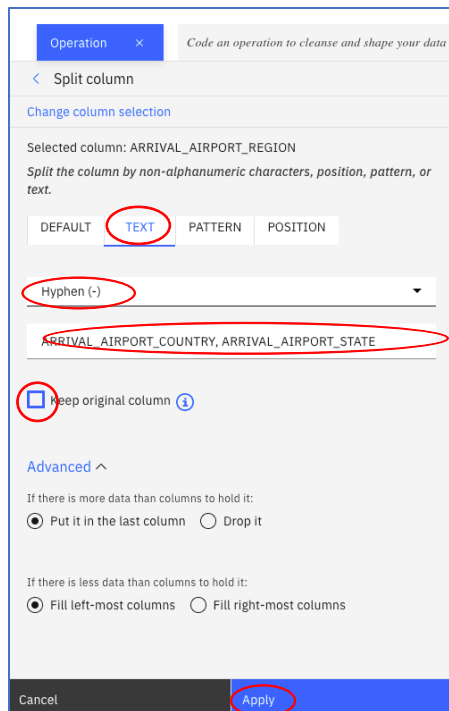 Operation ×
Code an operation to cleanse and shape your data
Split column
Change column selection
Selected column: ARRIVAL_AIRPORT_REGION
Split the column by non-alphanumeric characters, position, pattern, or
text.
DEFAULT TEXT PATTERN POSITION
Hyphen (-)
ARRIVAL_AIRPORT_COUNTRY, ARRIVAL_AIRPORT_STATE
Keep original column
Advanced
If there is more data than columns to hold it:
Put it in the last column Drop it
If there is less data than columns to hold it:
Fill left-most columns Fill right-most columns
Cancel Apply